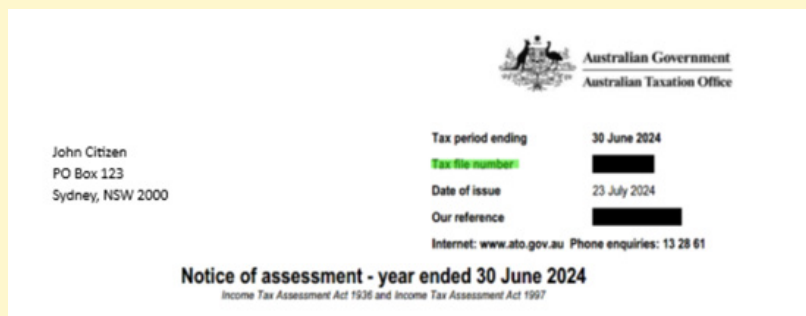 Australian Government
Australian Taxation Office
John Citizen
PO Box 123
Sydney, NSW 2000
Tax period ending 30 June 2024
Tax file number
Date of issue 23 July 2024
Our reference
Internet: www.ato.gov.au Phone enquiries: 13 28 61
Notice of assessment - year ended 30 June 2024
Income Tax Assessment Act 1936 and Income Tax Assessment Act 1997